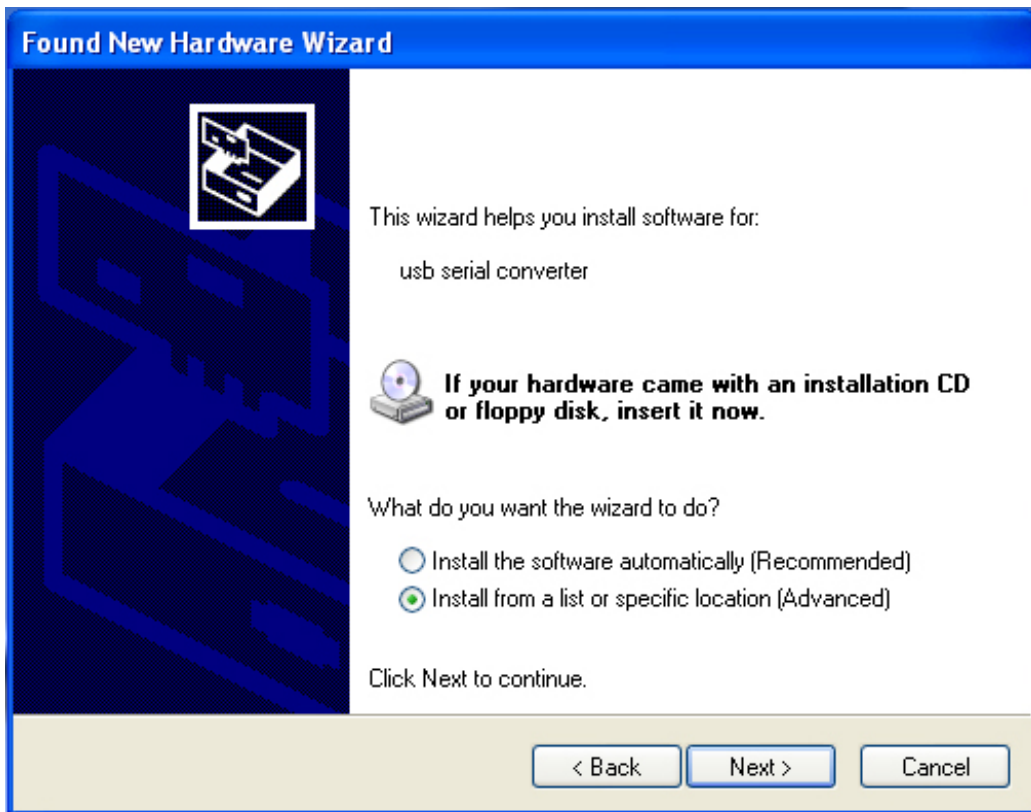 Found New Hardware Wizard
This wizard helps you install software for:
usb serial converter
If your hardware came with an installation CD
or floppy disk, insert it now.
What do you want the wizard to do?
Install the software automatically (Recommended)
Install from a list or specific location (Advanced)
Click Next to continue.
< Back
Next >
Cancel